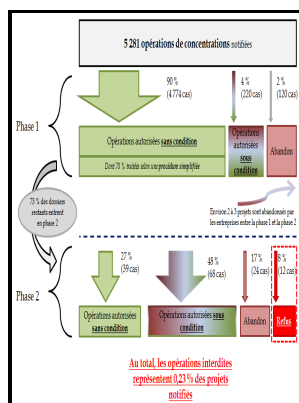 5 281 opérations de concentrations notifiées
90 %
(4 774 cas)
4 %
(220 cas)
2 %
(120 cas)
Phase 1
Opérations autorisées sans condition
Dont 70 % traitées selon une procédure simplifiée
Opérations
autorisées
sous
condition
Abandon
73 % des dossiers
restants entrent
en phase 2
Environ 2 à 3 projets sont abandonnés par
les entreprises entre la phase 1 et la phase 2
27 %
(39 cas)
48 %
(68 cas)
17 %
(24 cas)
8 %
(12 cas)
Phase 2
Opérations autorisées
sans condition
Opérations autorisées sous
condition
Abandon
Refus
Au total, les opérations interdites
représentent 0,23 % des projets
notifiés